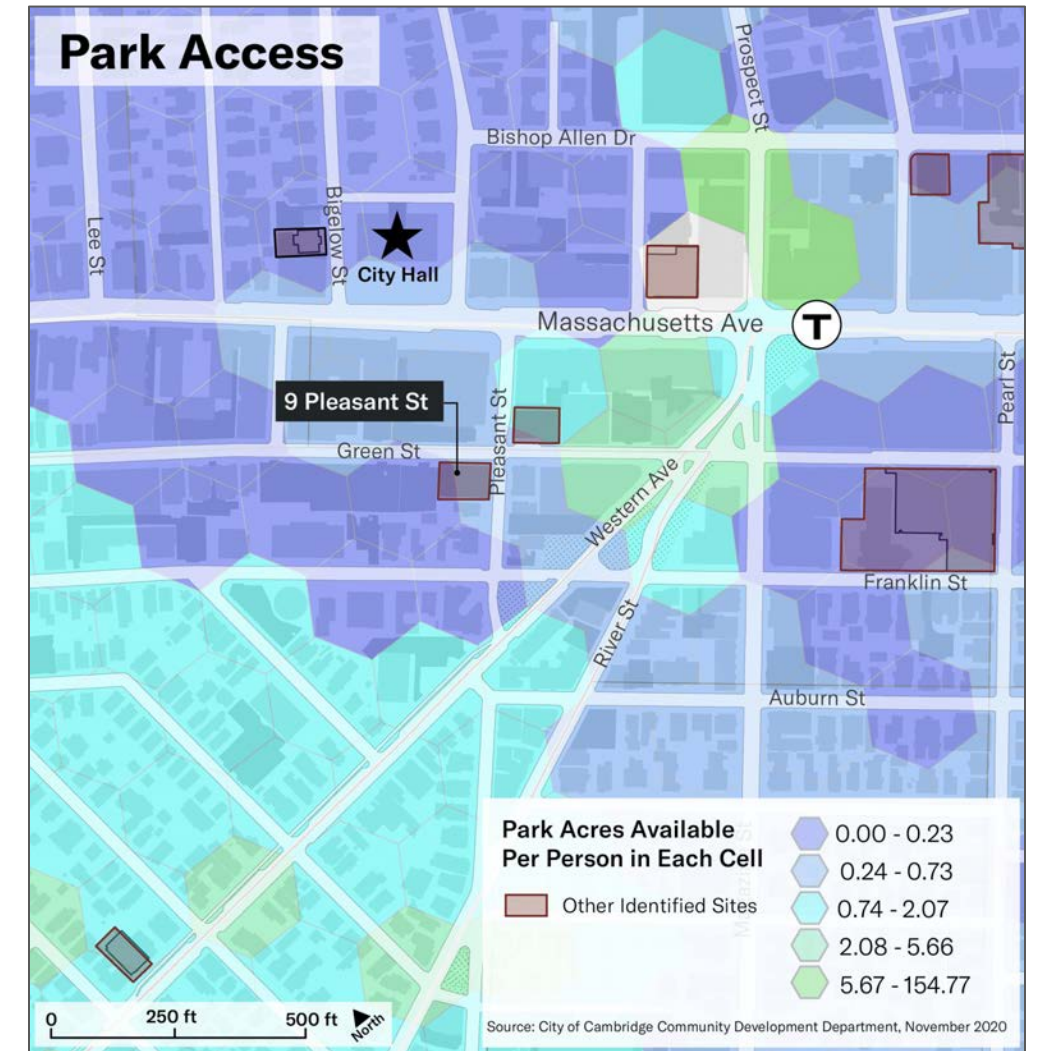 Park Access
Prospect St
Bishop Allen Dr
Lee St
Bigelow St
City Hall
Massachusetts Ave
T
Pearl St
9 Pleasant St
Pleasant St
Green St
Western Ave
Franklin St
River St
Auburn St
Park Acres Available
Per Person in Each Cell
Other Identified Sites
0.00 - 0.23
0.24 - 0.73
0.74 - 2.07
2.08 - 5.66
5.67 - 154.77
0
250 ft
500 ft
North
Source: City of Cambridge Community Development Department, November 2020